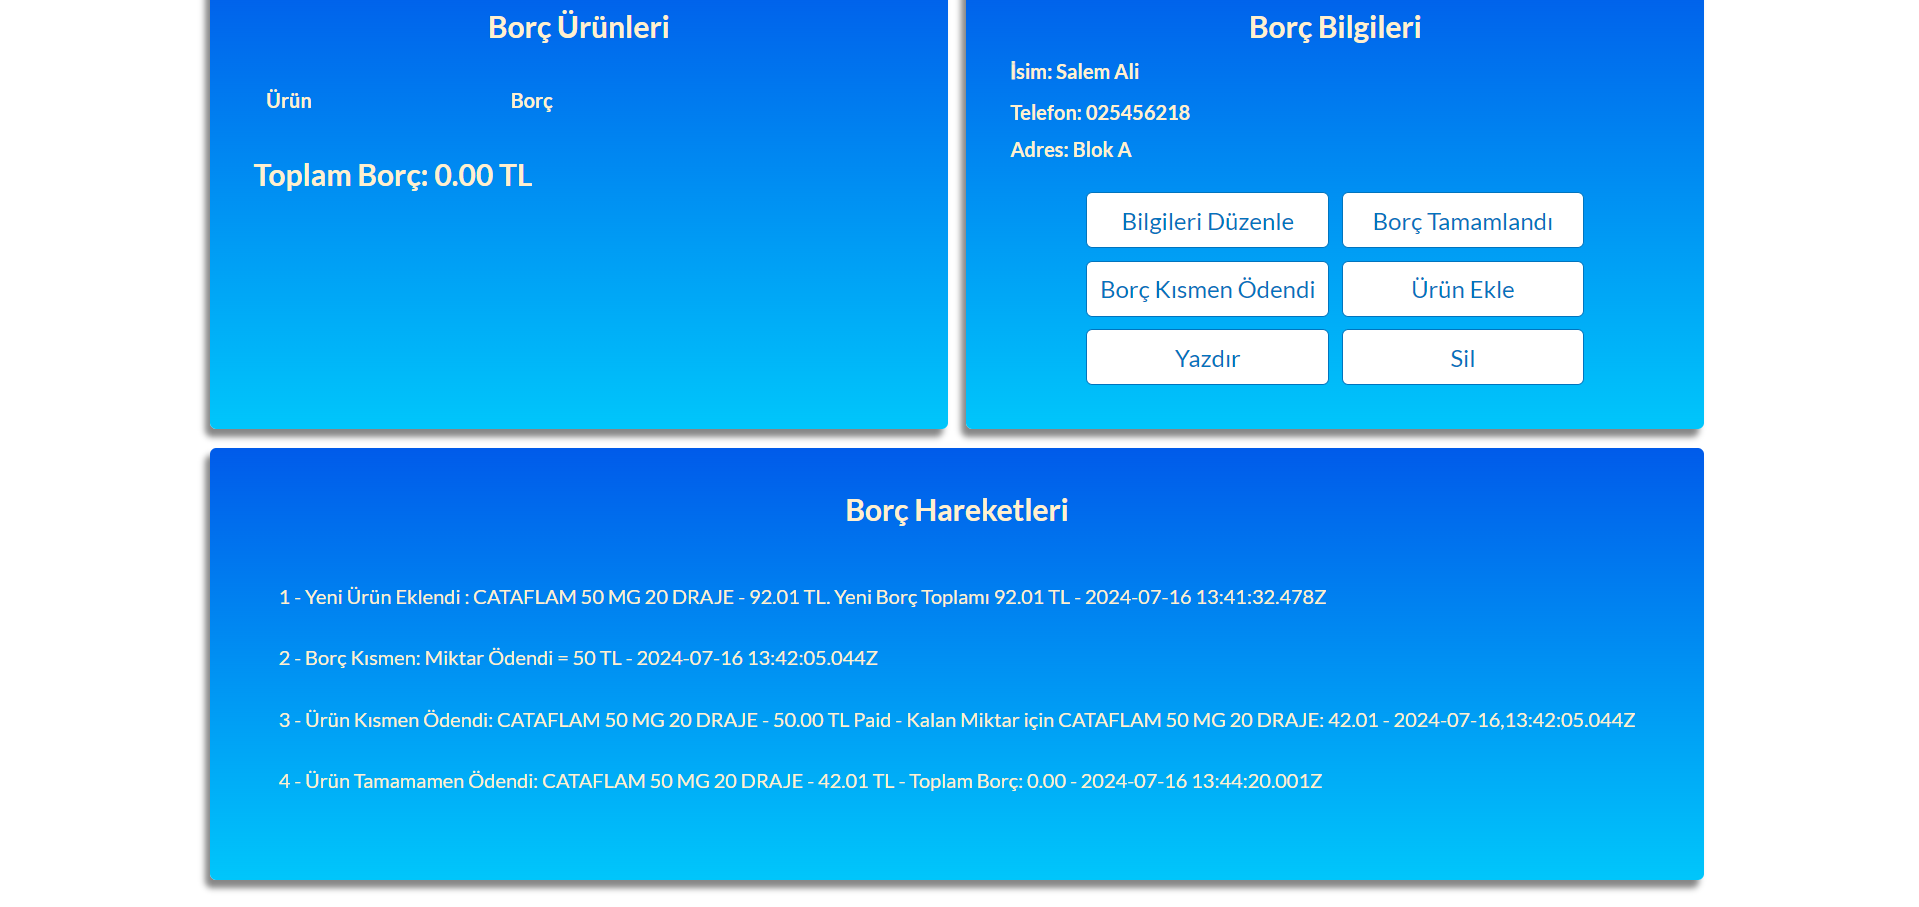 Borç Ürünleri
Ürün Borç
Toplam Borç: 0.00 TL
Borç Bilgileri
İsim: Salem Ali
Telefon: 025456218
Adres: Blok A
Bilgileri Düzenle
Borç Tamamlandı
Borç Kısmen Ödendi
Ürün Ekle
Yazdır
Sil
Borç Hareketleri
1 - Yeni Ürün Eklendi : CATAFLAM 50 MG 20 DRAJE - 92.01 TL. Yeni Borç Toplamı 92.01 TL - 2024-07-16 13:41:32.478Z
2 - Borç Kısmen: Miktar Ödendi = 50 TL - 2024-07-16 13:42:05.044Z
3 - Ürün Kısmen Ödendi: CATAFLAM 50 MG 20 DRAJE - 50.00 TL Paid - Kalan Miktar için CATAFLAM 50 MG 20 DRAJE: 42.01 - 2024-07-16,13:42:05.044Z
4 - Ürün Tamamamen Ödendi: CATAFLAM 50 MG 20 DRAJE - 42.01 TL - Toplam Borç: 0.00 - 2024-07-16 13:44:20.001Z